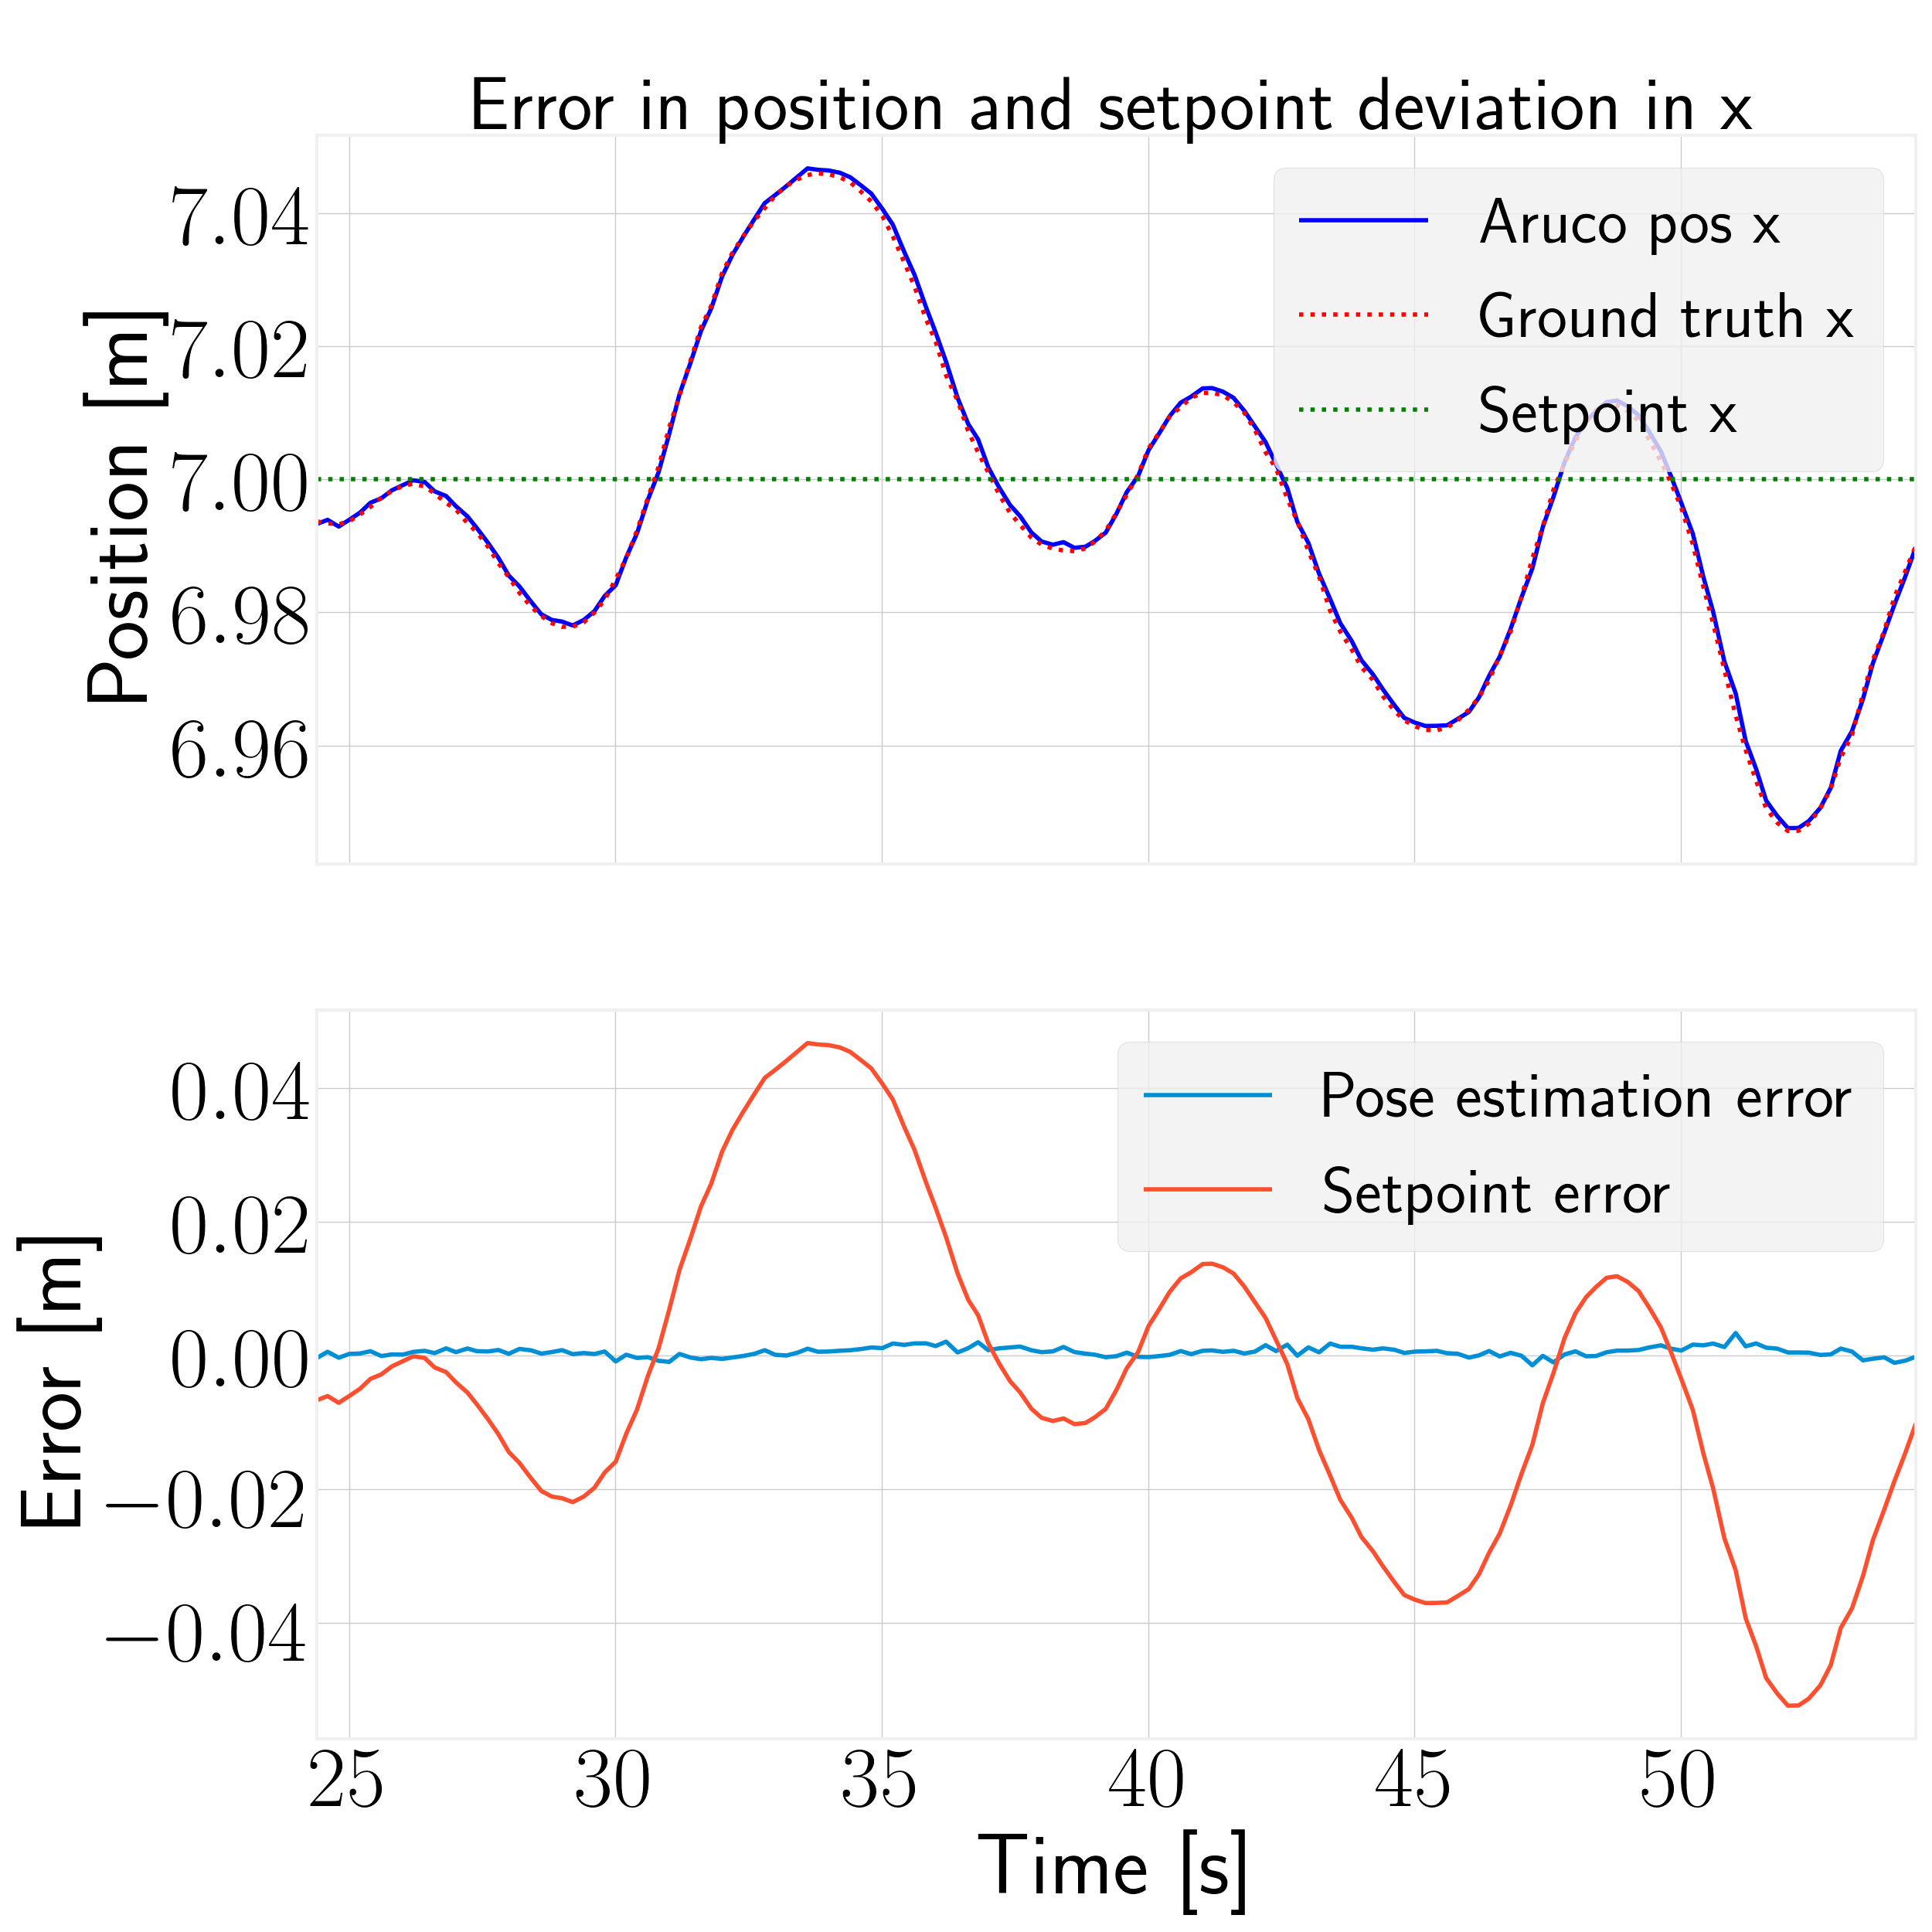 Error in position and setpoint deviation in x
Position [m]
7.04
7.02
7.00
6.98
6.96
Aruco pos x
Ground truth x
Setpoint x
Error [m]
0.04
0.02
0.00
−0.02
−0.04
Pose estimation error
Setpoint error
25 30 35 40 45 50
Time [s]